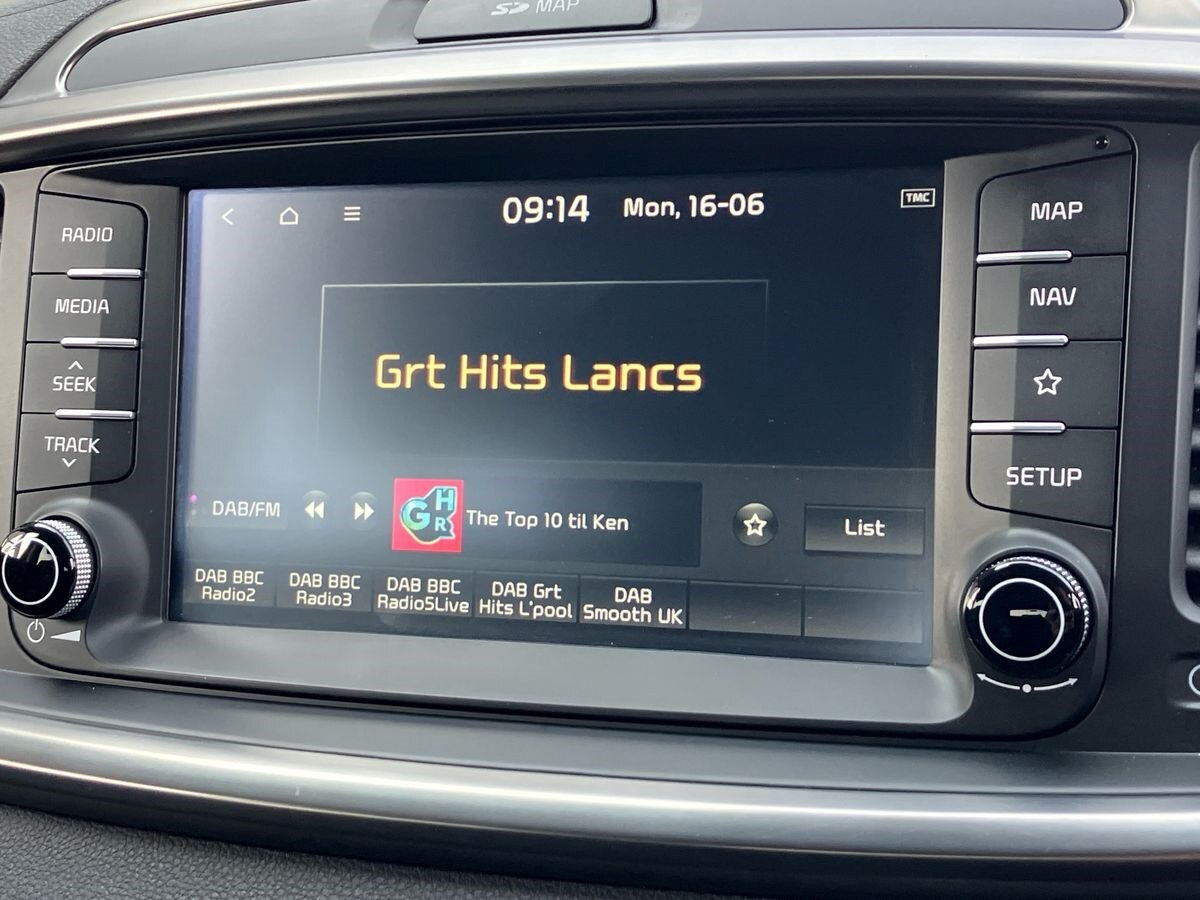 SD MAP
09:14 Mon, 16-06 TMC
RADIO
MEDIA
SEEK
TRACK
Grt Hits Lancs
DAB/FM
GHR
The Top 10 til Ken
List
DAB BBC
Radio2
DAB BBC
Radio3
DAB BBC
Radio5Live
DAB Grt
Hits L'pool
DAB
Smooth UK
MAP
NAV
SETUP